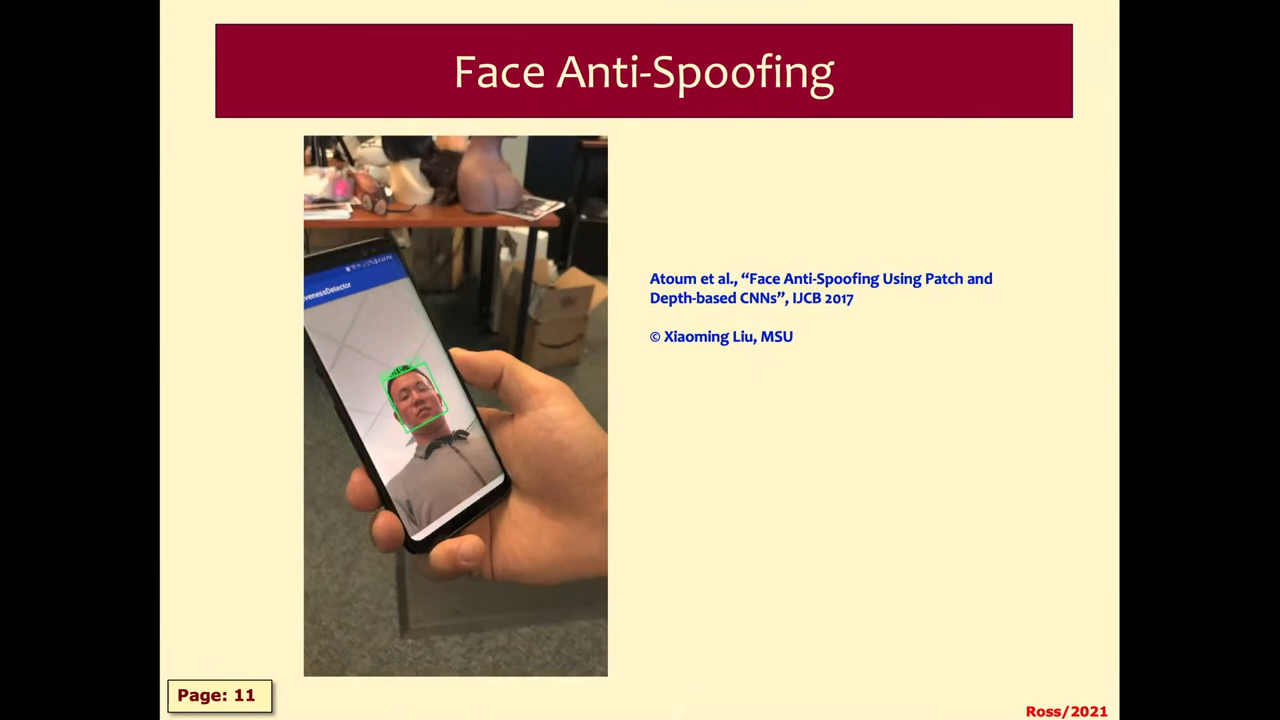 Face Anti-Spoofing
venessDetector
Atoum et al., “Face Anti-Spoofing Using Patch and
Depth-based CNNs”, IJCB 2017
© Xiaoming Liu, MSU
Page: 11
Ross/2021